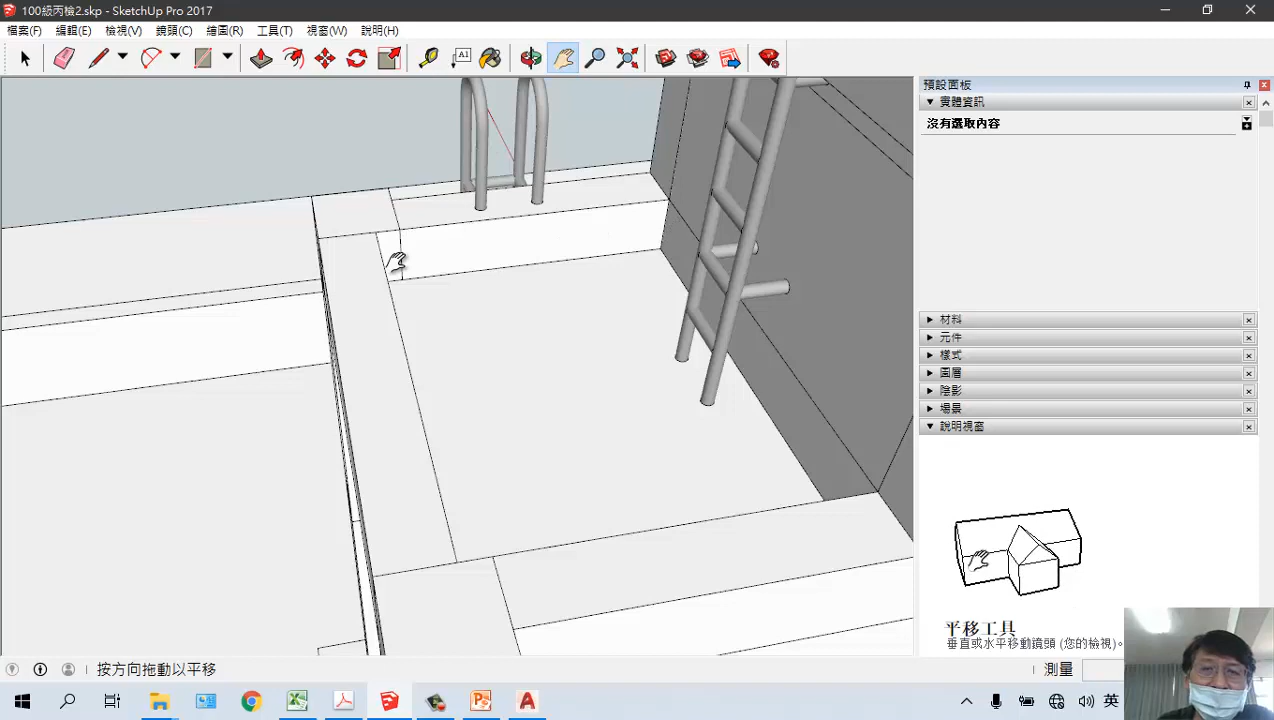 100級丙檢2.skp - SketchUp Pro 2017
檔案(F) 編輯(E) 檢視(V) 鏡頭(C) 繪圖(R) 工具(T) 視窗(W) 說明(H)
A1
預設面板
實體資訊
沒有選取內容
材料
元件
樣式
圖層
陰影
場景
說明視窗
平移工具
垂直或水平移動鏡頭 (您的檢視)。
按方向拖動以平移
測量
英